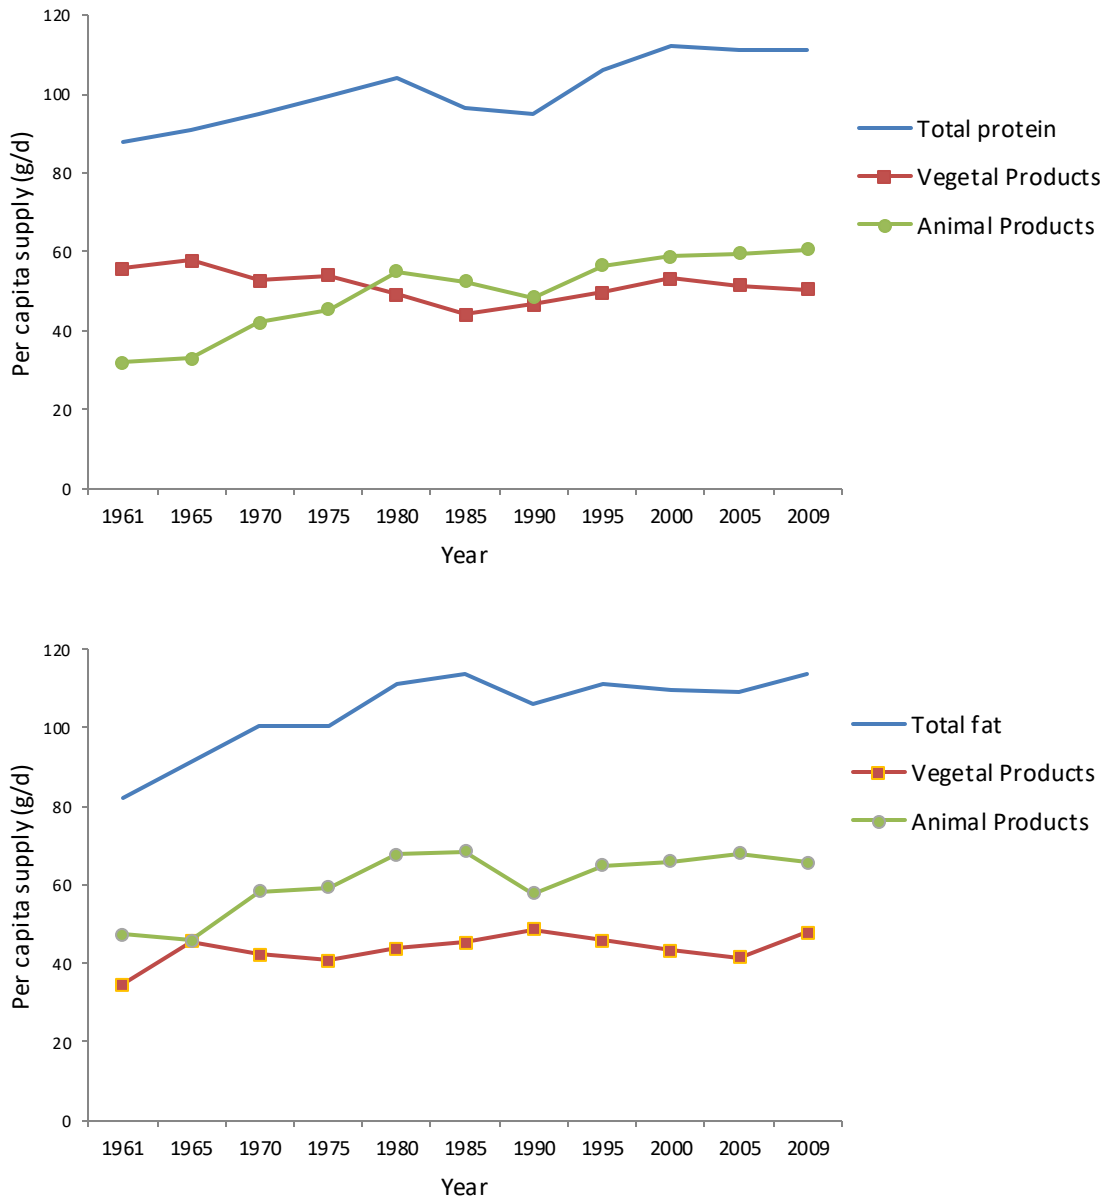 120
100
80
60
40
20
0
Per capita supply (g/d)
1961 1965 1970 1975 1980 1985 1990 1995 2000 2005 2009
Year
Total protein
Vegetal Products
Animal Products
120
100
80
60
40
20
0
Per capita supply (g/d)
1961 1965 1970 1975 1980 1985 1990 1995 2000 2005 2009
Year
Total fat
Vegetal Products
Animal Products